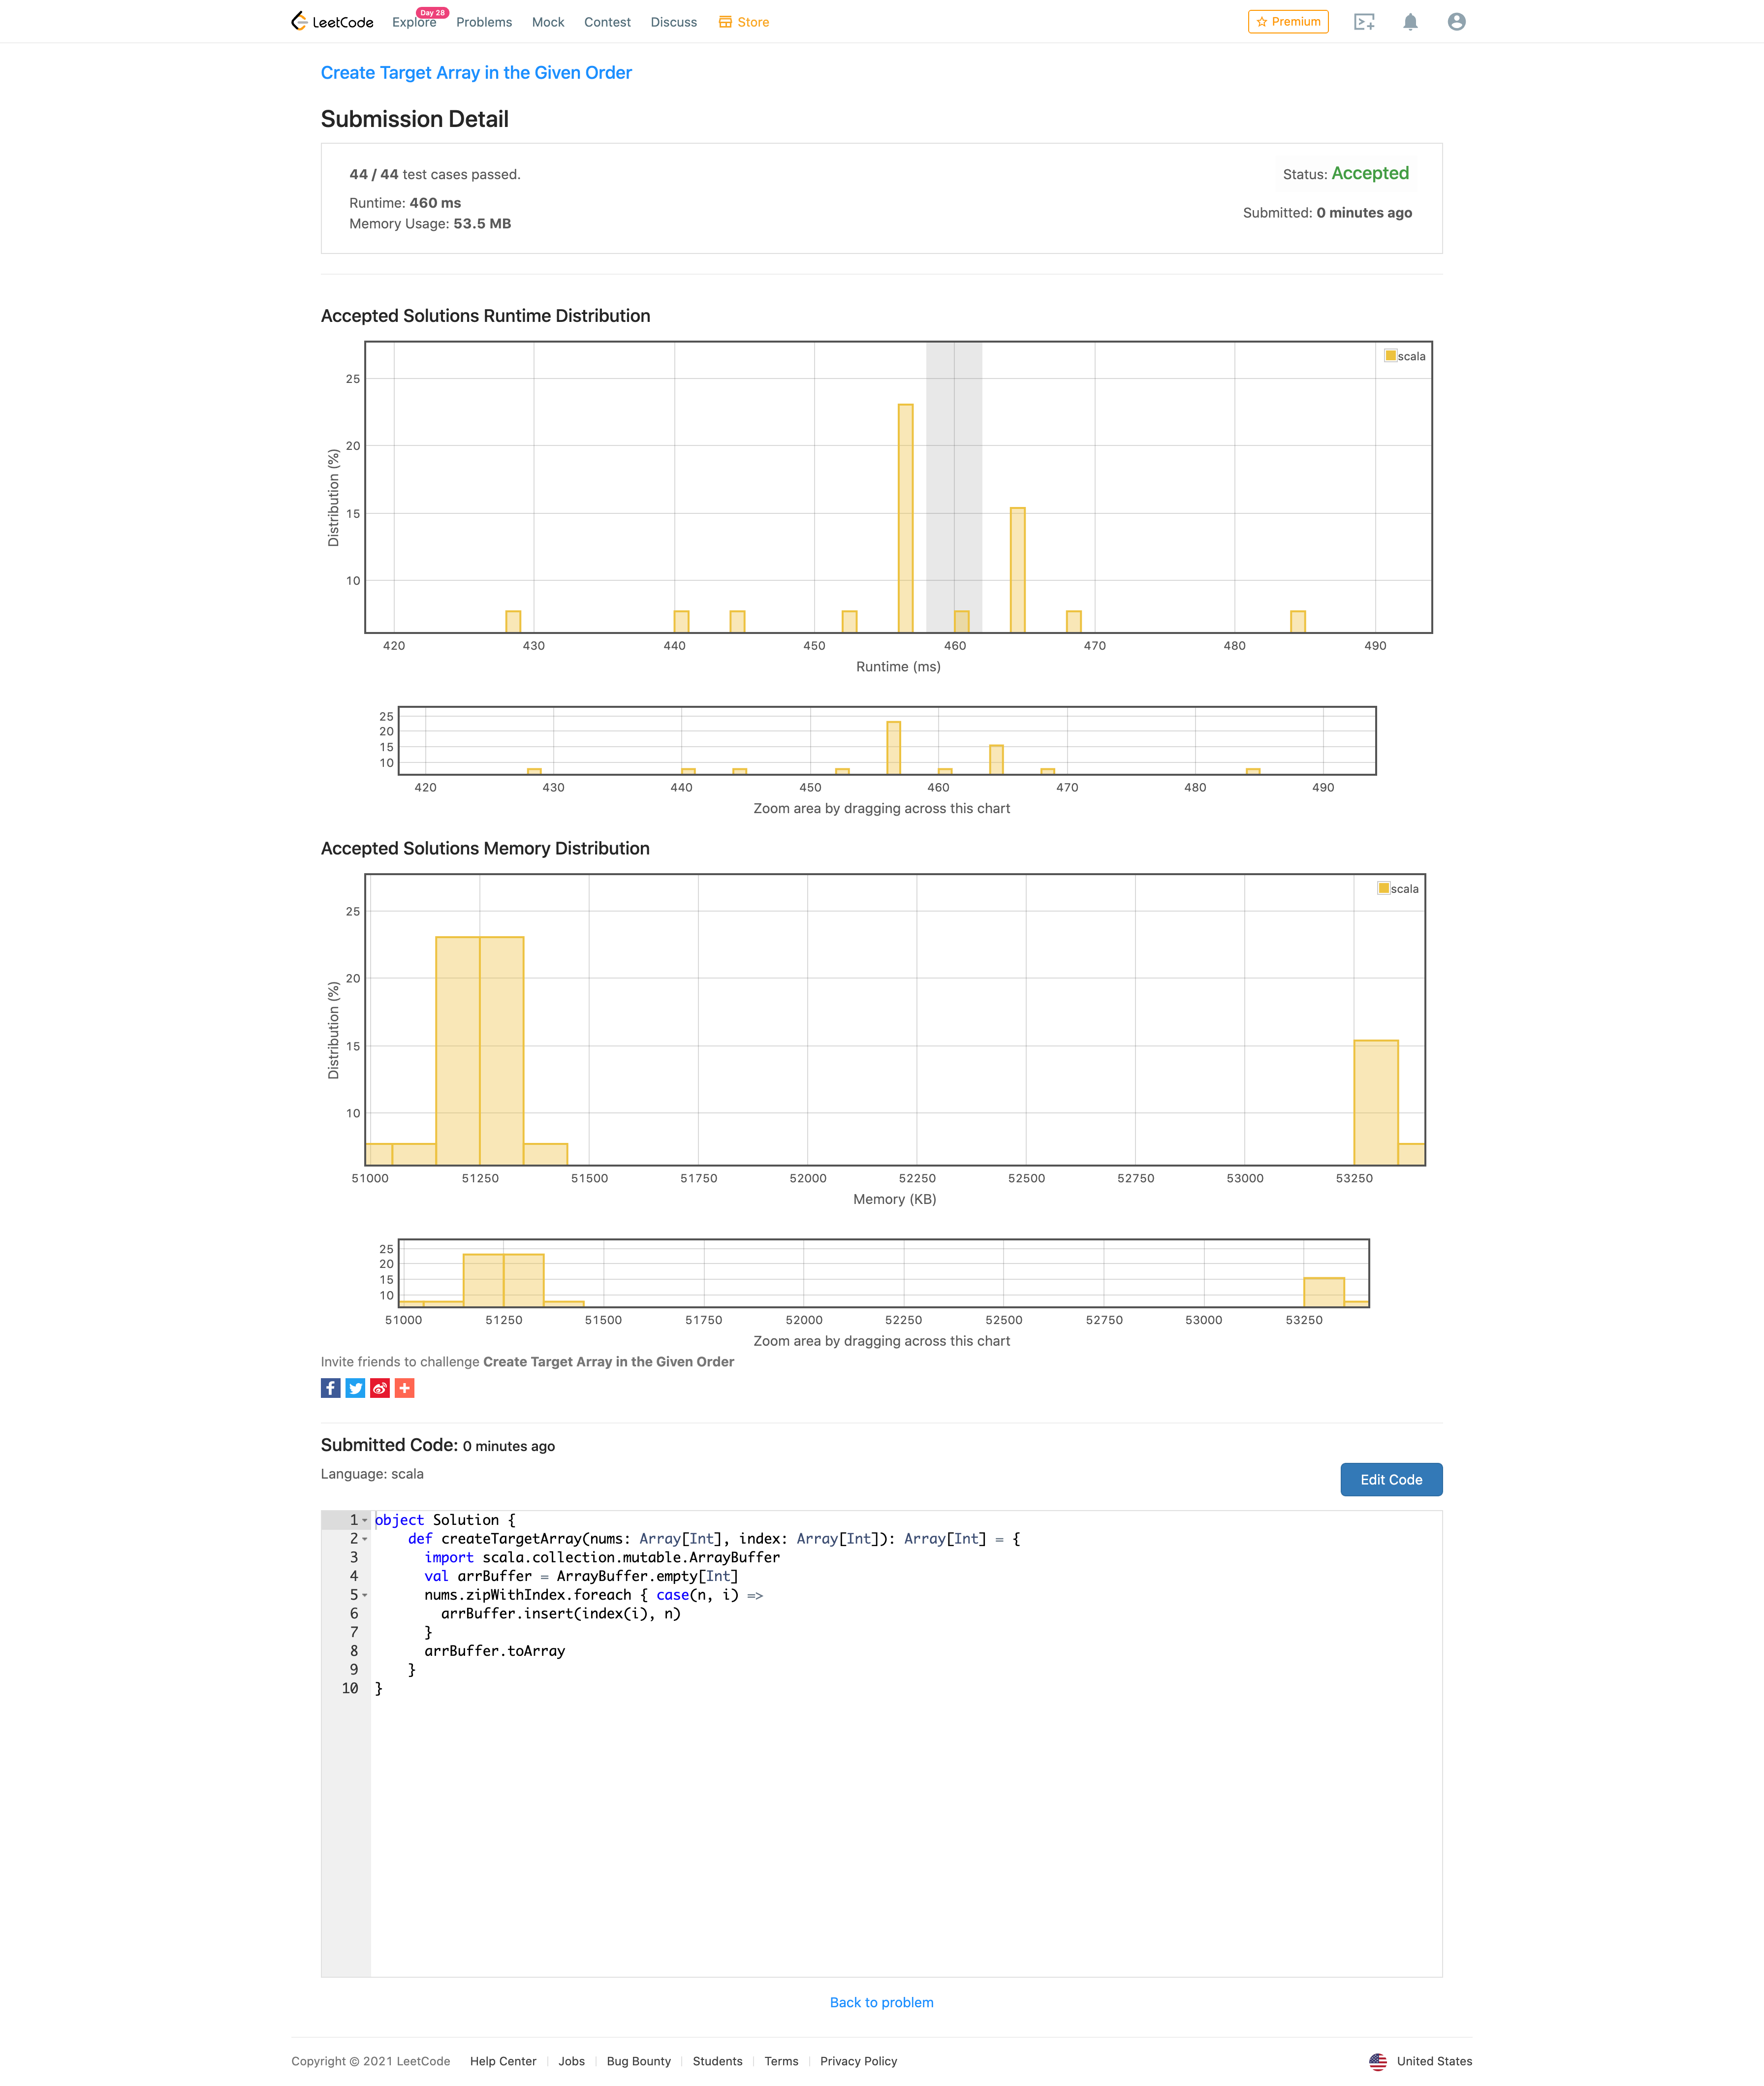 LeetCode Explore Day 28 Problems Mock Contest Discuss Store Premium
Create Target Array in the Given Order
Submission Detail
44 / 44 test cases passed. Status: Accepted
Runtime: 460 ms
Memory Usage: 53.5 MB Submitted: 0 minutes ago
Accepted Solutions Runtime Distribution
scala
25
20
15
10
Distribution (%)
420 430 440 450 460 470 480 490
Runtime (ms)
25
20
15
10
420 430 440 450 460 470 480 490
Zoom area by dragging across this chart
Accepted Solutions Memory Distribution
scala
25
20
15
10
Distribution (%)
51000 51250 51500 51750 52000 52250 52500 52750 53000 53250
Memory (KB)
25
20
15
10
51000 51250 51500 51750 52000 52250 52500 52750 53000 53250
Zoom area by dragging across this chart
Invite friends to challenge Create Target Array in the Given Order
Submitted Code: 0 minutes ago
Language: scala
Edit Code
1 object Solution {
2     def createTargetArray(nums: Array[Int], index: Array[Int]): Array[Int] = {
3       import scala.collection.mutable.ArrayBuffer
4       val arrBuffer = ArrayBuffer.empty[Int]
5       nums.zipWithIndex.foreach { case(n, i) =>
6         arrBuffer.insert(index(i), n)
7       }
8       arrBuffer.toArray
9     }
10 }
Back to problem
Copyright © 2021 LeetCode Help Center Jobs Bug Bounty Students Terms Privacy Policy United States